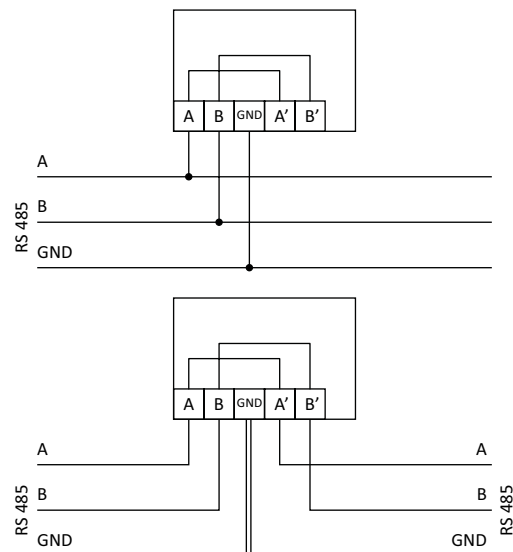 A B GND A’ B’
A
B
GND
RS 485
A B GND A’ B’
A A
B B
GND GND
RS 485 RS 485